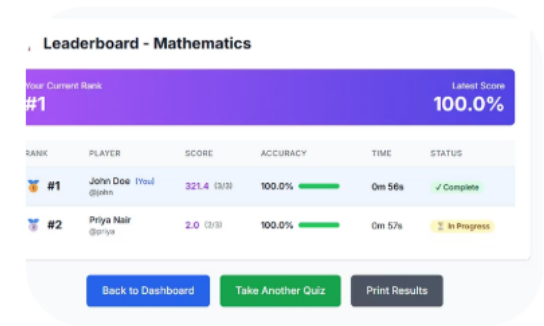 Leaderboard - Mathematics
Your Current Rank
Latest Score
#1
100.0%
RANK PLAYER SCORE ACCURACY TIME STATUS
#1 John Doe (You) 321.4 (3/3) 100.0% 0m 56s ✓ Complete
@john
#2 Priya Nair 2.0 (2/3) 100.0% 0m 57s ⏳ In Progress
@priya
Back to Dashboard Take Another Quiz Print Results